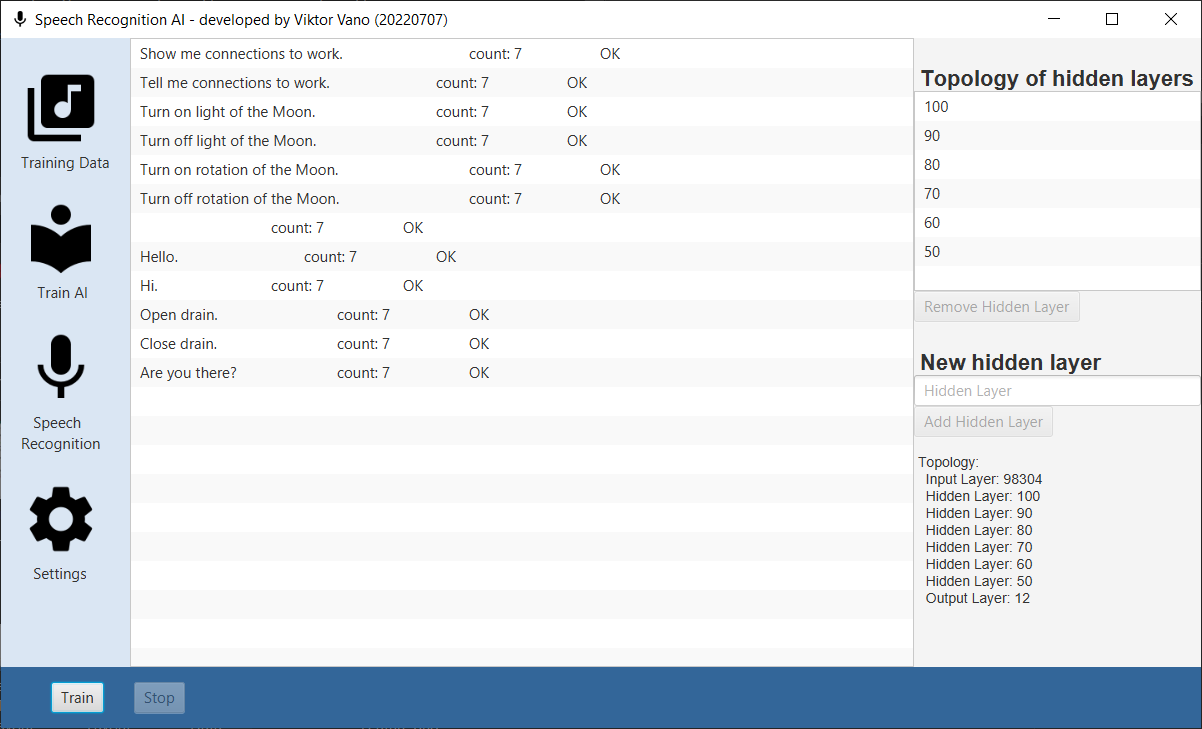 Speech Recognition AI - developed by Viktor Vano (20220707)
Training Data
Train AI
Speech
Recognition
Settings
Show me connections to work. count: 7 OK
Tell me connections to work. count: 7 OK
Turn on light of the Moon. count: 7 OK
Turn off light of the Moon. count: 7 OK
Turn on rotation of the Moon. count: 7 OK
Turn off rotation of the Moon. count: 7 OK
count: 7 OK
Hello. count: 7 OK
Hi. count: 7 OK
Open drain. count: 7 OK
Close drain. count: 7 OK
Are you there? count: 7 OK
Topology of hidden layers
100
90
80
70
60
50
Remove Hidden Layer
New hidden layer
Hidden Layer
Add Hidden Layer
Topology:
Input Layer: 98304
Hidden Layer: 100
Hidden Layer: 90
Hidden Layer: 80
Hidden Layer: 70
Hidden Layer: 60
Hidden Layer: 50
Output Layer: 12
Train
Stop